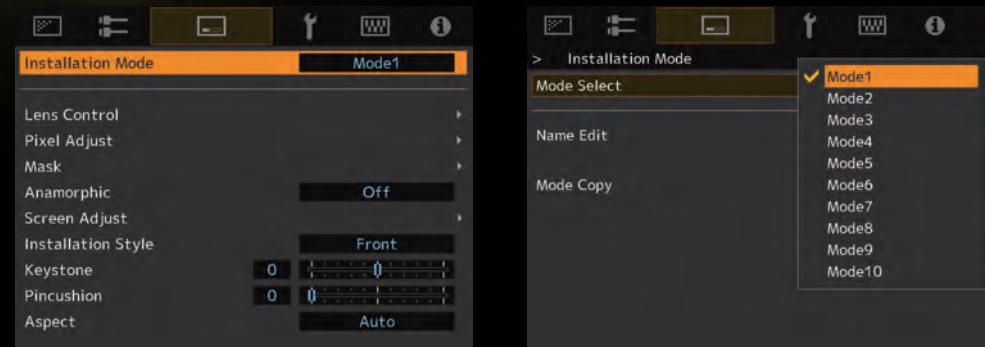 Installation Mode Mode1
Lens Control
Pixel Adjust
Mask
Anamorphic Off
Screen Adjust
Installation Style Front
Keystone 0
Pincushion 0
Aspect Auto
> Installation Mode
Mode Select
Name Edit
Mode Copy
Mode1
Mode2
Mode3
Mode4
Mode5
Mode6
Mode7
Mode8
Mode9
Mode10